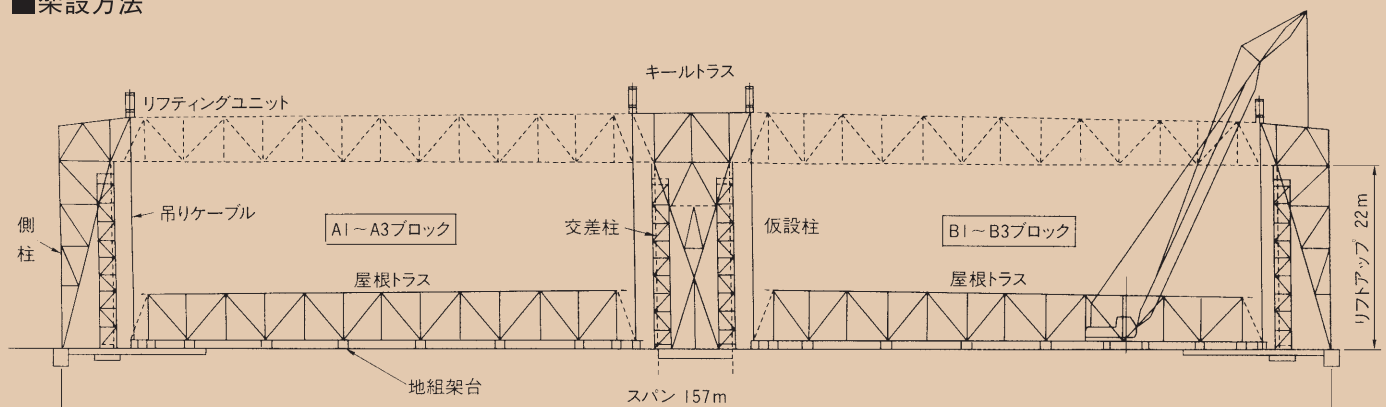 ■架設方法
キールトラス
リフティングユニット
側柱
吊りケーブル
A1～A3ブロック
交差柱
仮設柱
B1～B3ブロック
リフトアップ 22m
屋根トラス
屋根トラス
地組架台
スパン 157m